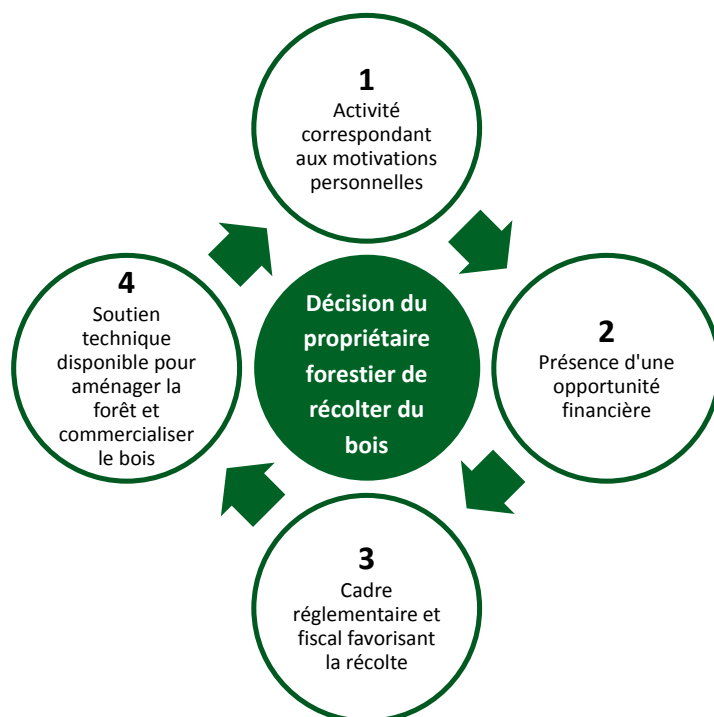 1
Activité
correspondant
aux motivations
personnelles
2
Présence d'une
opportunité
financière
3
Cadre
réglementaire et
fiscal favorisant
la récolte
4
Soutien
technique
disponible pour
aménager la
forêt et
commercialiser
le bois
Décision du
propriétaire
forestier de
récolter du
bois